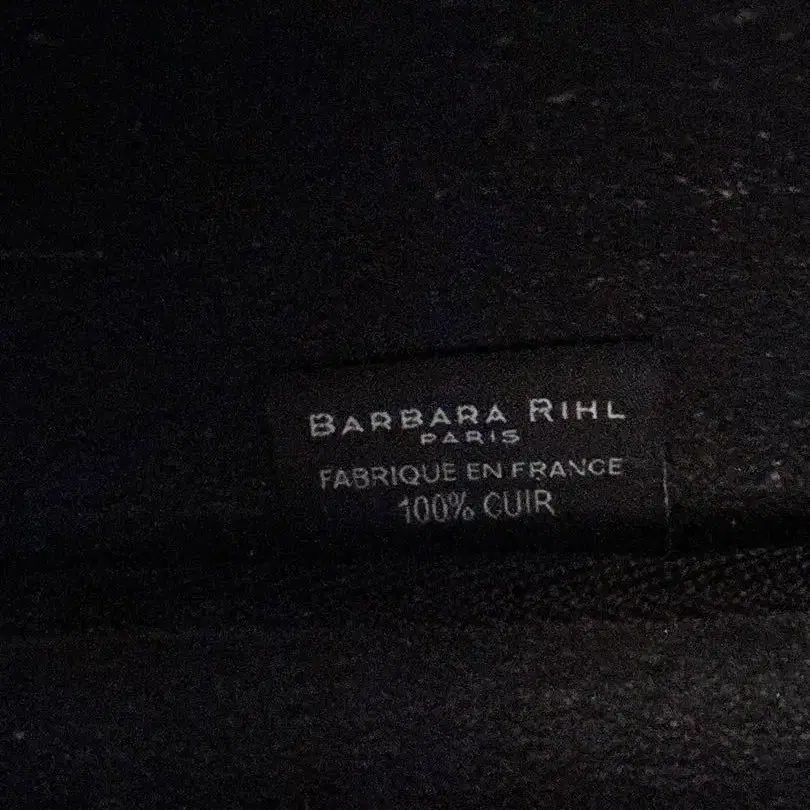 BARBARA RIHL
PARIS
FABRIQUE EN FRANCE
100% CUIR